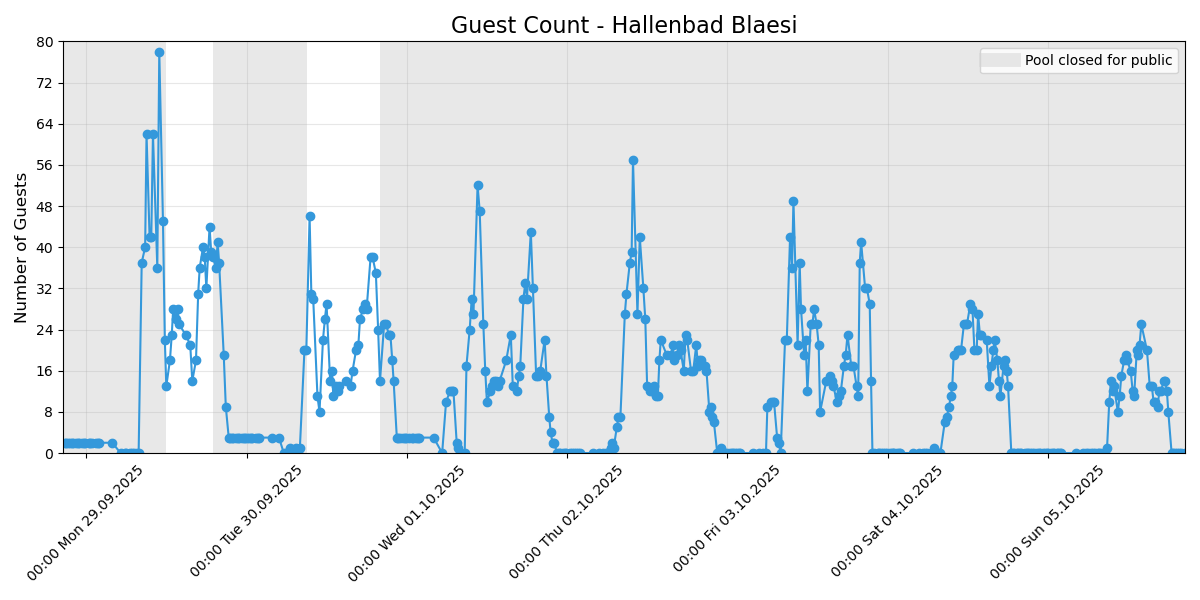 Guest Count - Hallenbad Blaesi
Number of Guests
80
72
64
56
48
40
32
24
16
8
0
Pool closed for public
00:00 Mon 29.09.2025
00:00 Tue 30.09.2025
00:00 Wed 01.10.2025
00:00 Thu 02.10.2025
00:00 Fri 03.10.2025
00:00 Sat 04.10.2025
00:00 Sun 05.10.2025